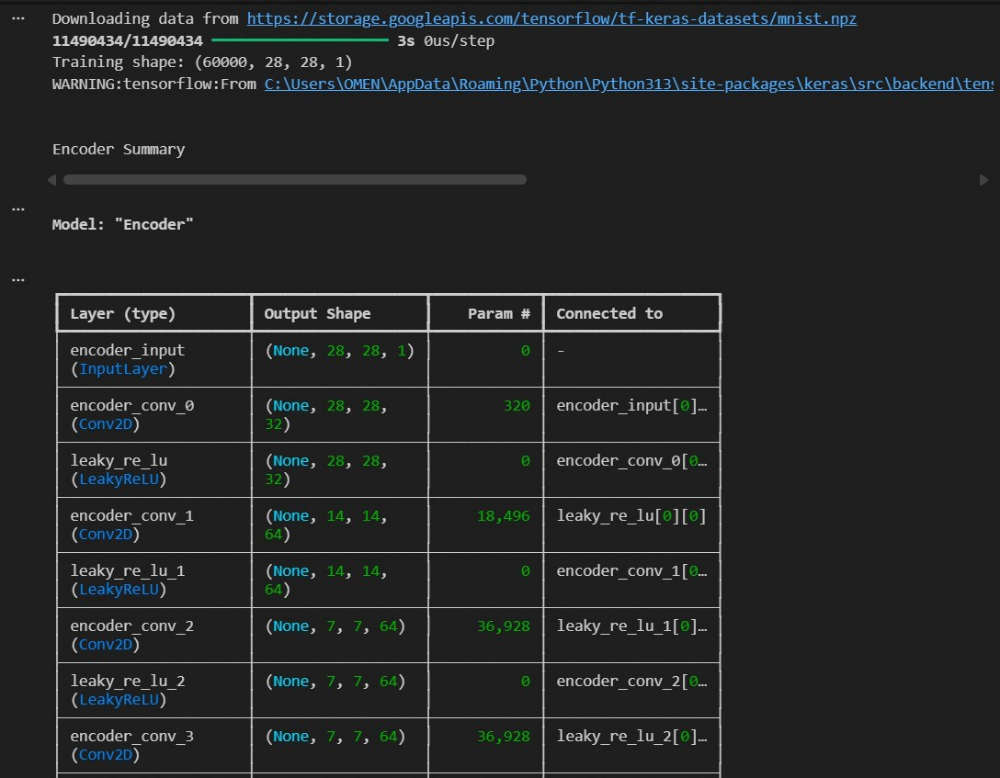 Downloading data from https://storage.googleapis.com/tensorflow/tf-keras-datasets/mnist.npz
11490434/11490434 ━━━━━━━━━━━━━━━━━━━━ 3s 0us/step
Training shape: (60000, 28, 28, 1)
WARNING:tensorflow:From C:\Users\OMEN\AppData\Roaming\Python\Python313\site-packages\keras\src\backend\tens
Encoder Summary
Model: "Encoder"
Layer (type) Output Shape Param # Connected to
encoder_input (None, 28, 28, 1) 0 -
(InputLayer)
encoder_conv_0 (None, 28, 28, 320 encoder_input[0]…
(Conv2D) 32)
leaky_re_lu (None, 28, 28, 0 encoder_conv_0[0…
(LeakyReLU) 32)
encoder_conv_1 (None, 14, 14, 18,496 leaky_re_lu[0][0]
(Conv2D) 64)
leaky_re_lu_1 (None, 14, 14, 0 encoder_conv_1[0…
(LeakyReLU) 64)
encoder_conv_2 (None, 7, 7, 64) 36,928 leaky_re_lu_1[0]…
(Conv2D)
leaky_re_lu_2 (None, 7, 7, 64) 0 encoder_conv_2[0…
(LeakyReLU)
encoder_conv_3 (None, 7, 7, 64) 36,928 leaky_re_lu_2[0]…
(Conv2D)